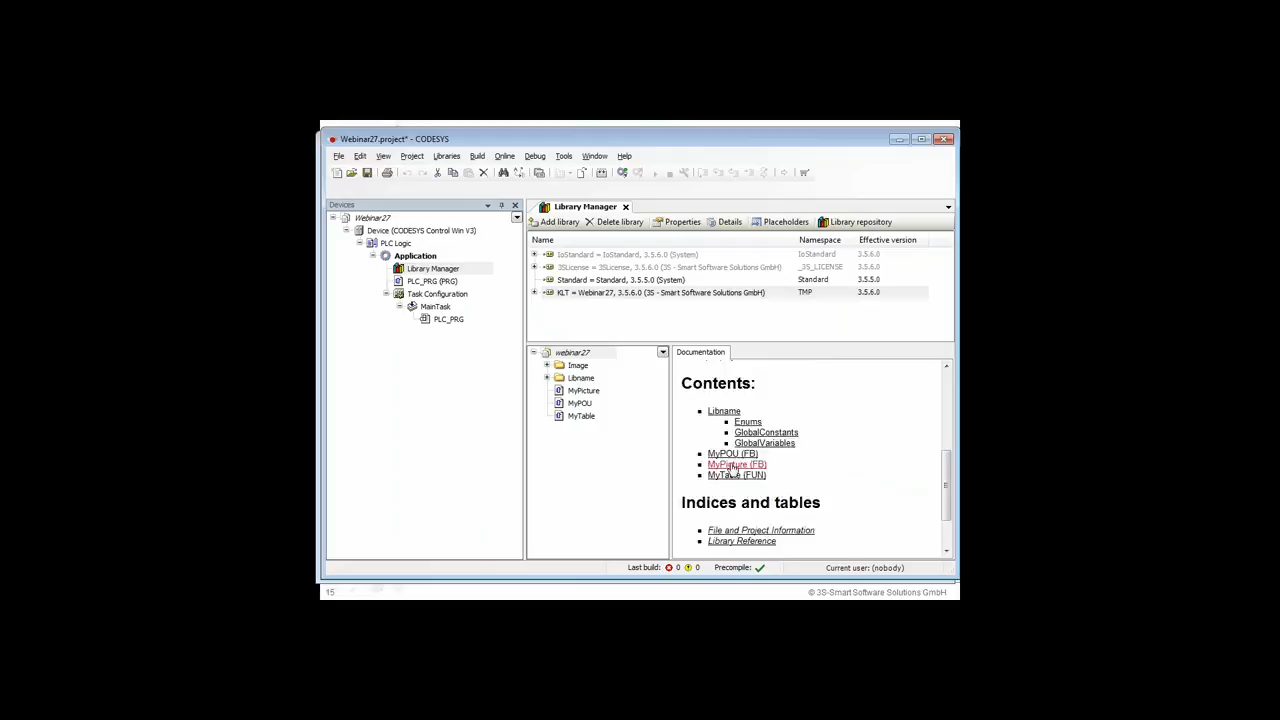 Webinar27.project* - CODESYS
File Edit View Project Libraries Build Online Debug Tools Window Help
Devices
Webinar27
Device (CODESYS Control Win V3)
PLC Logic
Application
Library Manager
PLC_PRG (PRG)
Task Configuration
MainTask
PLC_PRG
Library Manager
Add library Delete library Properties Details Placeholders Library repository
Name Namespace Effective version
IoStandard = IoStandard, 3.5.6.0 (System) IoStandard 3.5.6.0
3SLicense = 3SLicense, 3.5.6.0 (3S - Smart Software Solutions GmbH) _3S_LICENSE 3.5.6.0
Standard = Standard, 3.5.5.0 (System) Standard 3.5.5.0
KLT = Webinar27, 3.5.6.0 (3S - Smart Software Solutions GmbH) TMP 3.5.6.0
webinar27
Image
Libname
MyPicture
MyPOU
MyTable
Documentation
Contents:
Libname
Enums
GlobalConstants
GlobalVariables
MyPOU (FB)
MyPicture (FB)
MyTable (FUN)
Indices and tables
File and Project Information
Library Reference
Last build: 0 0 Precompile: Current user: (nobody)
15 © 3S-Smart Software Solutions GmbH